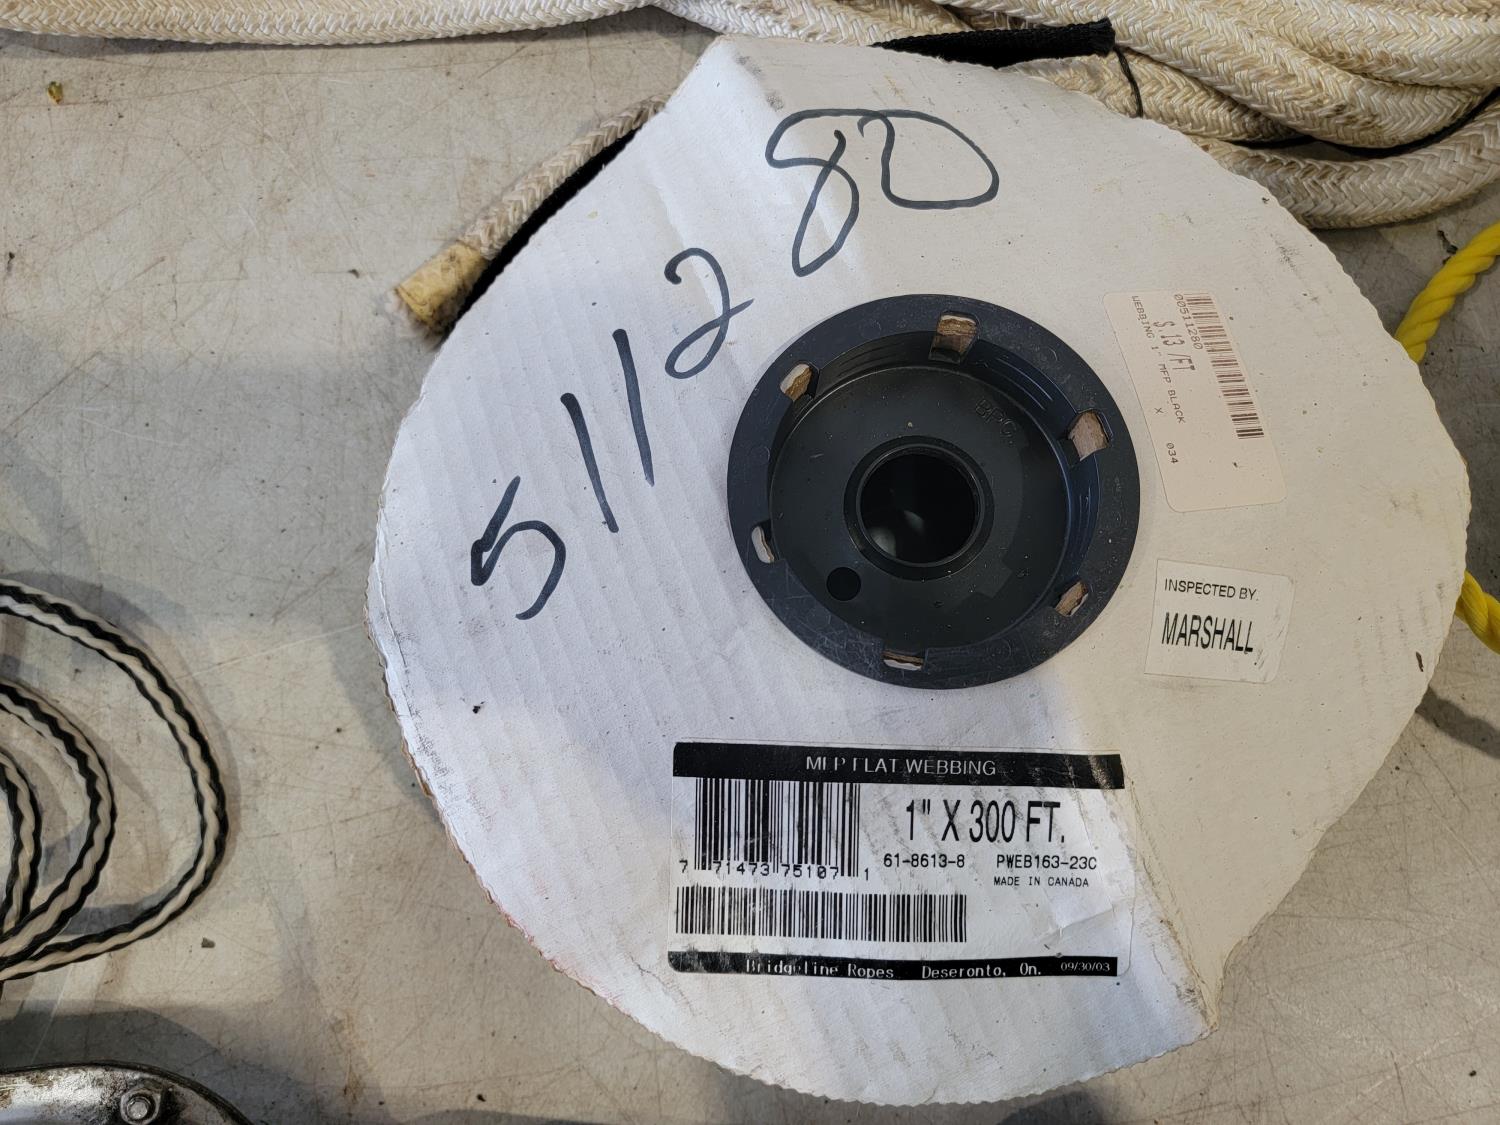 511280
BPC.
00511280
$.13 /FT
WEBBING 1" MFP BLACK
X 034
INSPECTED BY:
MARSHALL
MFP FLAT WEBBING
1" X 300 FT.
7 71473 75107 1
61-8613-8 PWEB163-23C
MADE IN CANADA
Bridgeline Ropes Deseronto, On. 09/30/03